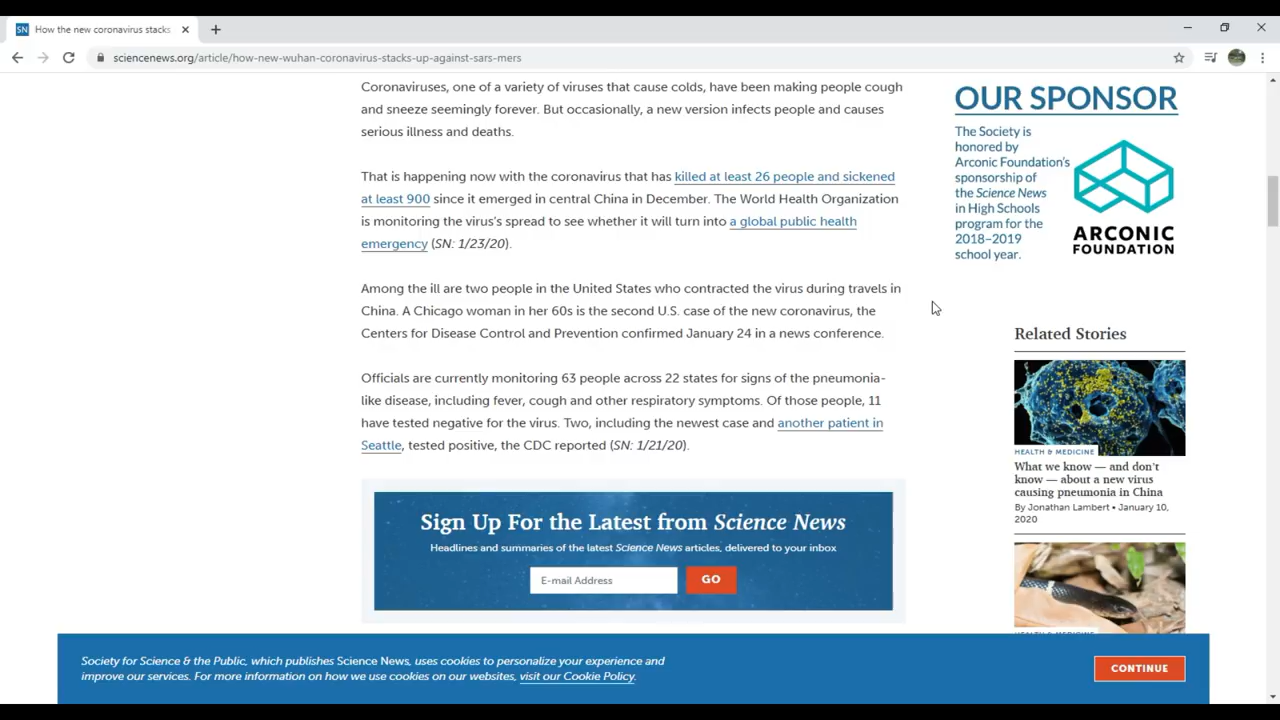 SN How the new coronavirus stacks
sciencenews.org/article/how-new-wuhan-coronavirus-stacks-up-against-sars-mers
Coronaviruses, one of a variety of viruses that cause colds, have been making people cough
and sneeze seemingly forever. But occasionally, a new version infects people and causes
serious illness and deaths.
That is happening now with the coronavirus that has killed at least 26 people and sickened
at least 900 since it emerged in central China in December. The World Health Organization
is monitoring the virus's spread to see whether it will turn into a global public health
emergency (SN: 1/23/20).
Among the ill are two people in the United States who contracted the virus during travels in
China. A Chicago woman in her 60s is the second U.S. case of the new coronavirus, the
Centers for Disease Control and Prevention confirmed January 24 in a news conference.
Officials are currently monitoring 63 people across 22 states for signs of the pneumonia-
like disease, including fever, cough and other respiratory symptoms. Of those people, 11
have tested negative for the virus. Two, including the newest case and another patient in
Seattle, tested positive, the CDC reported (SN: 1/21/20).
Sign Up For the Latest from Science News
Headlines and summaries of the latest Science News articles, delivered to your inbox
E-mail Address GO
OUR SPONSOR
The Society is
honored by
Arconic Foundation's
sponsorship of
the Science News
in High Schools
program for the
2018–2019
school year.
ARCONIC
FOUNDATION
Related Stories
HEALTH & MEDICINE
What we know — and don't
know — about a new virus
causing pneumonia in China
By Jonathan Lambert • January 10,
2020
HEALTH & MEDICINE
Society for Science & the Public, which publishes Science News, uses cookies to personalize your experience and
improve our services. For more information on how we use cookies on our websites, visit our Cookie Policy.
CONTINUE